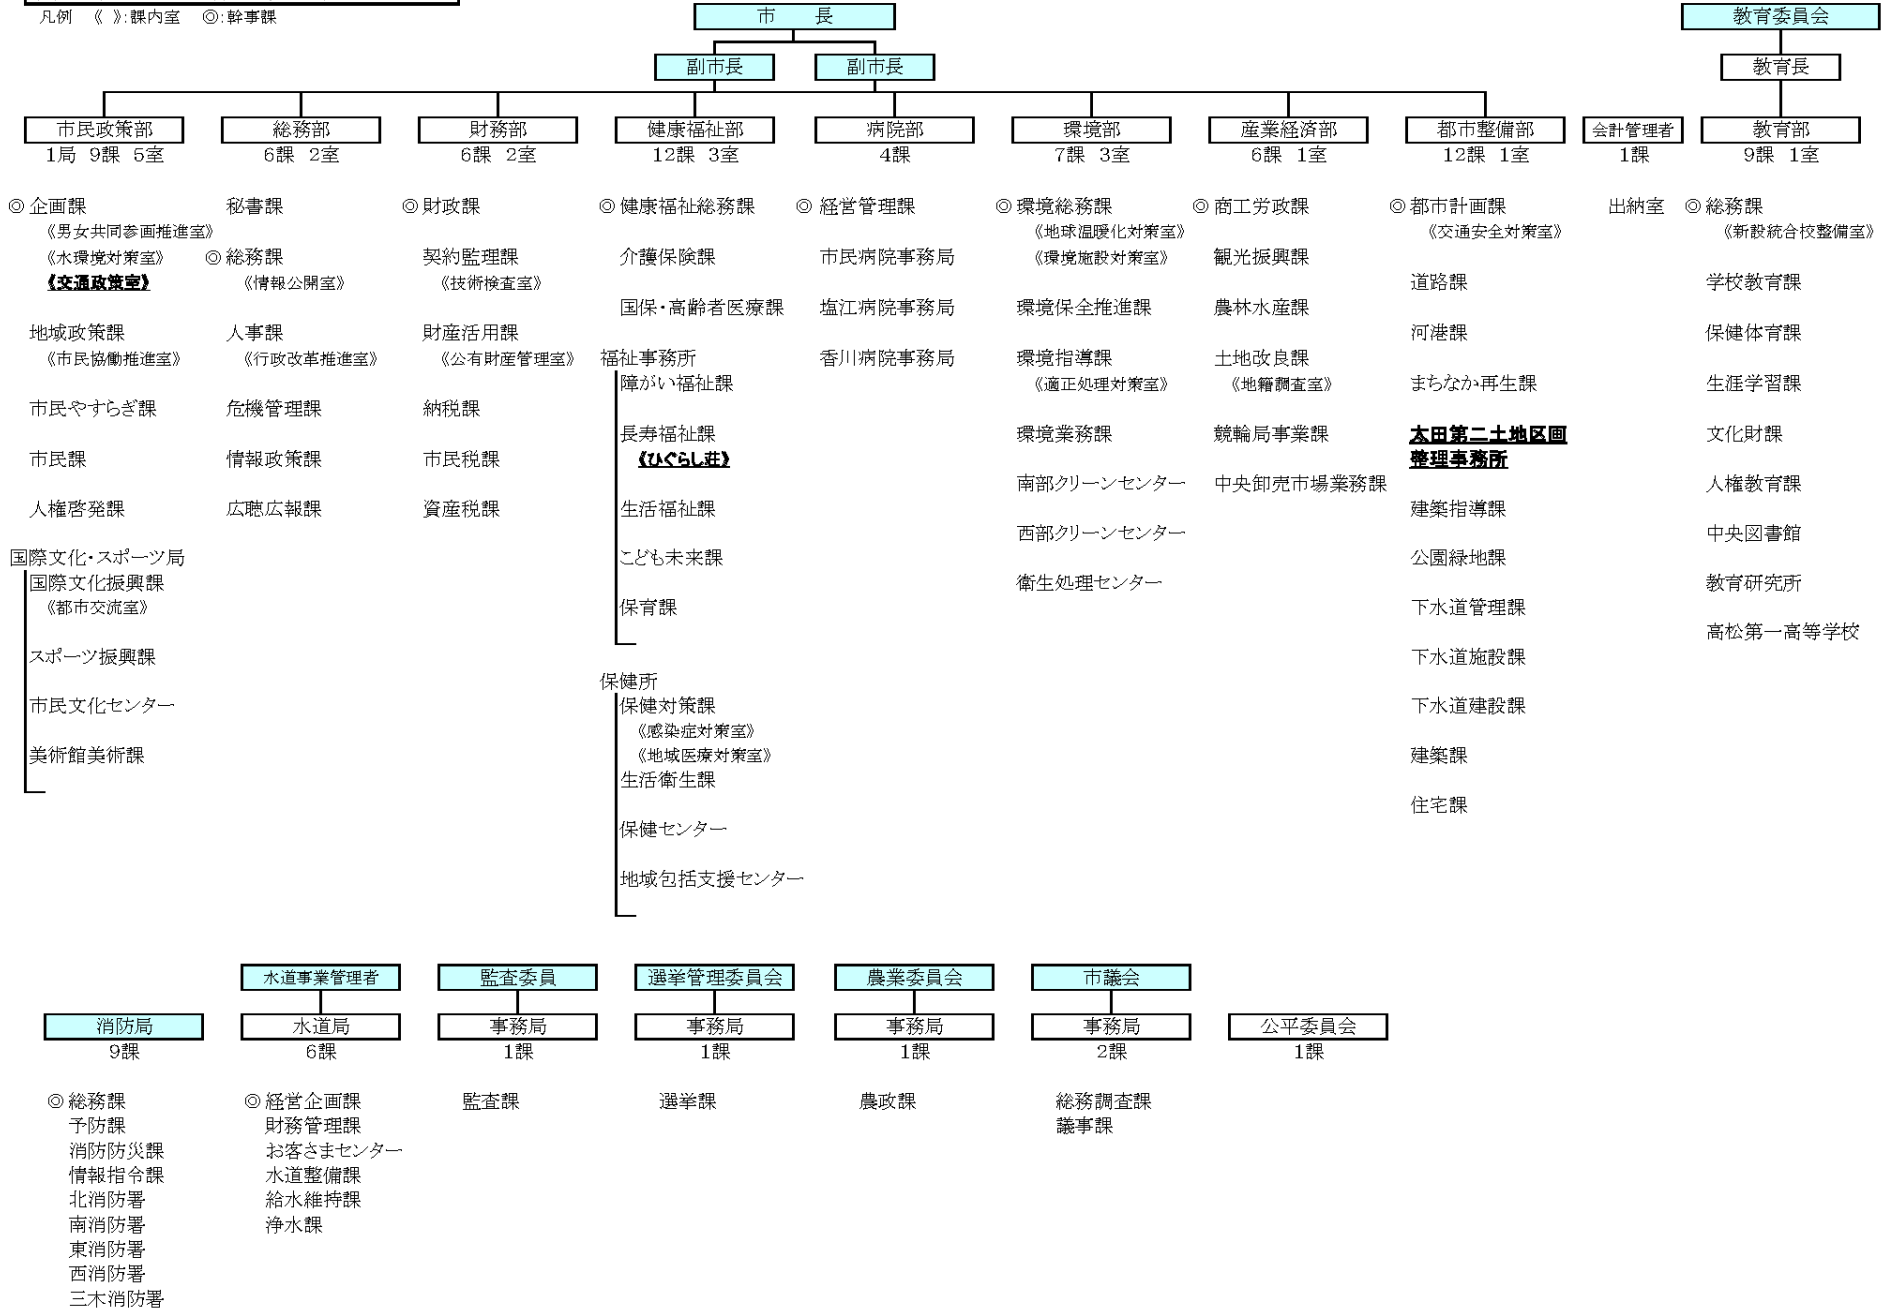 凡例　《 》：課内室　◎：幹事課
市　長
教育委員会
副市長
副市長
教育長
市民政策部
1局 9課 5室
総務部
6課 2室
財務部
6課 2室
健康福祉部
12課 3室
病院部
4課
環境部
7課 3室
産業経済部
6課 1室
都市整備部
12課 1室
会計管理者
1課
教育部
9課 1室
◎ 企画課
《男女共同参画推進室》
《水環境対策室》
《交通政策室》
地域政策課
《市民協働推進室》
市民やすらぎ課
市民課
人権啓発課
国際文化・スポーツ局
国際文化振興課
《都市交流室》
スポーツ振興課
市民文化センター
美術館美術課
秘書課
◎ 総務課
《情報公開室》
人事課
《行政改革推進室》
危機管理課
情報政策課
広聴広報課
◎ 財政課
契約監理課
《技術検査室》
財産活用課
《公有財産管理室》
納税課
市民税課
資産税課
◎ 健康福祉総務課
介護保険課
国保・高齢者医療課
福祉事務所
障がい福祉課
長寿福祉課
《ひぐらし荘》
生活福祉課
こども未来課
保育課
保健所
保健対策課
《感染症対策室》
《地域医療対策室》
生活衛生課
保健センター
地域包括支援センター
◎ 経営管理課
市民病院事務局
塩江病院事務局
香川病院事務局
◎ 環境総務課
《地球温暖化対策室》
《環境施設対策室》
環境保全推進課
環境指導課
《適正処理対策室》
環境業務課
南部クリーンセンター
西部クリーンセンター
衛生処理センター
◎ 商工労政課
観光振興課
農林水産課
土地改良課
《地籍調査室》
競輪局事業課
中央卸売市場業務課
◎ 都市計画課
《交通安全対策室》
道路課
河港課
まちなか再生課
太田第二土地区画
整理事務所
建築指導課
公園緑地課
下水道管理課
下水道施設課
下水道建設課
建築課
住宅課
出納室
◎ 総務課
《新設統合校整備室》
学校教育課
保健体育課
生涯学習課
文化財課
人権教育課
中央図書館
教育研究所
高松第一高等学校
水道事業管理者
監査委員
選挙管理委員会
農業委員会
市議会
消防局
9課
水道局
6課
事務局
1課
事務局
1課
事務局
1課
事務局
2課
公平委員会
1課
◎ 総務課
予防課
消防防災課
情報指令課
北消防署
南消防署
東消防署
西消防署
三木消防署
◎ 経営企画課
財務管理課
お客さまセンター
水道整備課
給水維持課
浄水課
監査課
選挙課
農政課
総務調査課
議事課